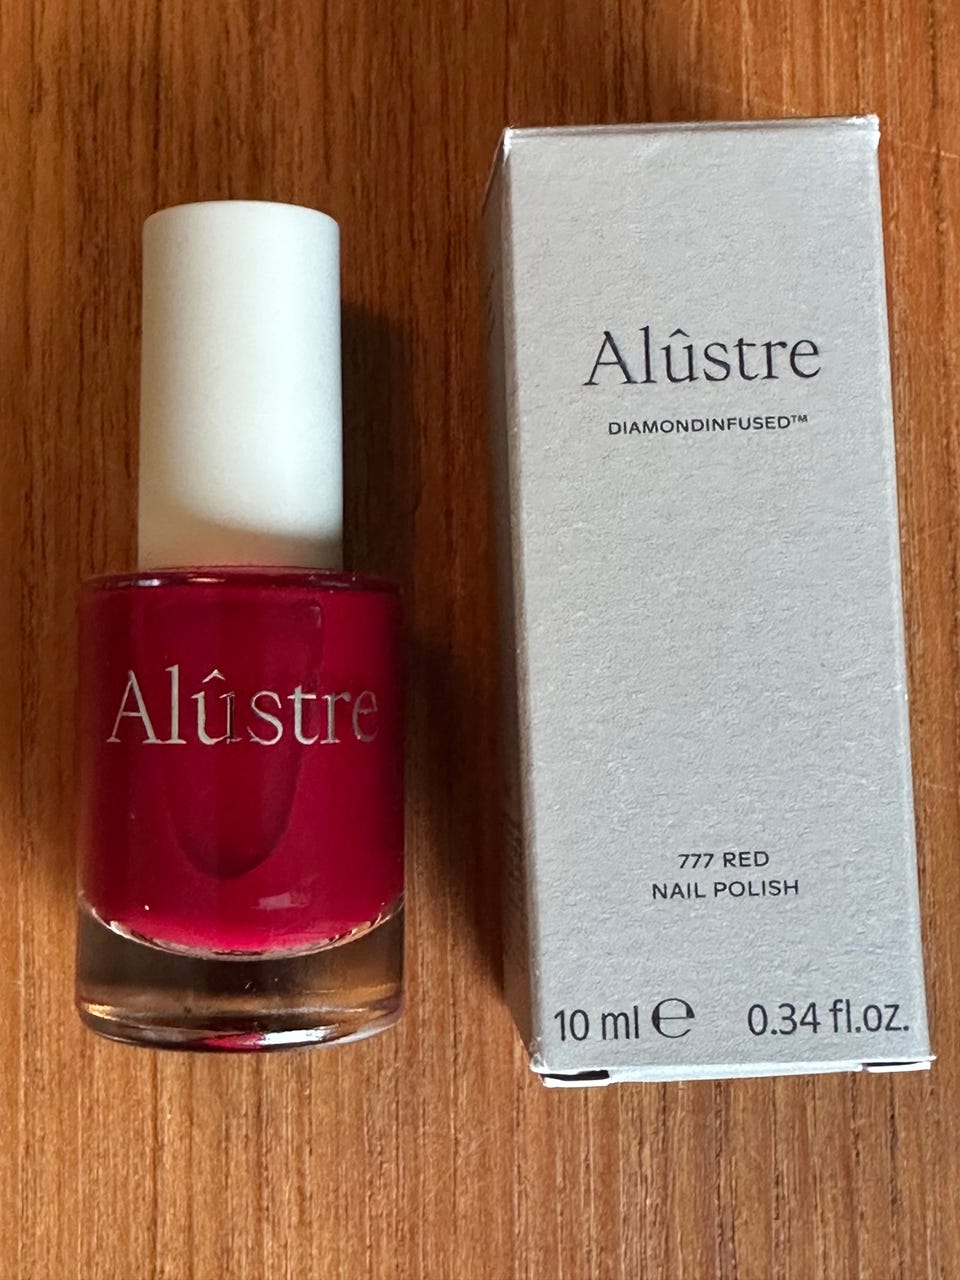 Alûstre
Alûstre
DIAMONDINFUSED™
777 RED
NAIL POLISH
10 ml ℮ 0.34 fl.oz.